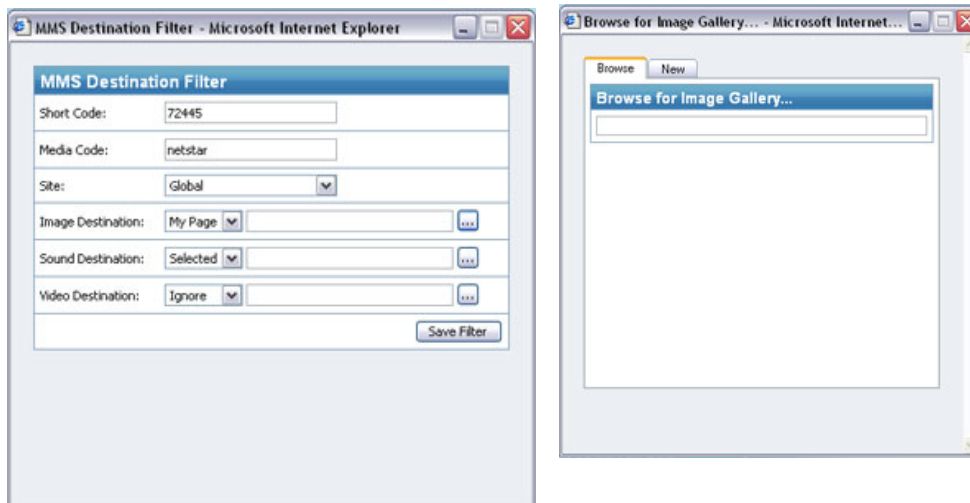 MMS Destination Filter - Microsoft Internet Explorer
MMS Destination Filter
Short Code: 72445
Media Code: netstar
Site: Global
Image Destination: My Page ...
Sound Destination: Selected ...
Video Destination: Ignore ...
Save Filter
Browse for Image Gallery... - Microsoft Internet...
Browse New
Browse for Image Gallery...